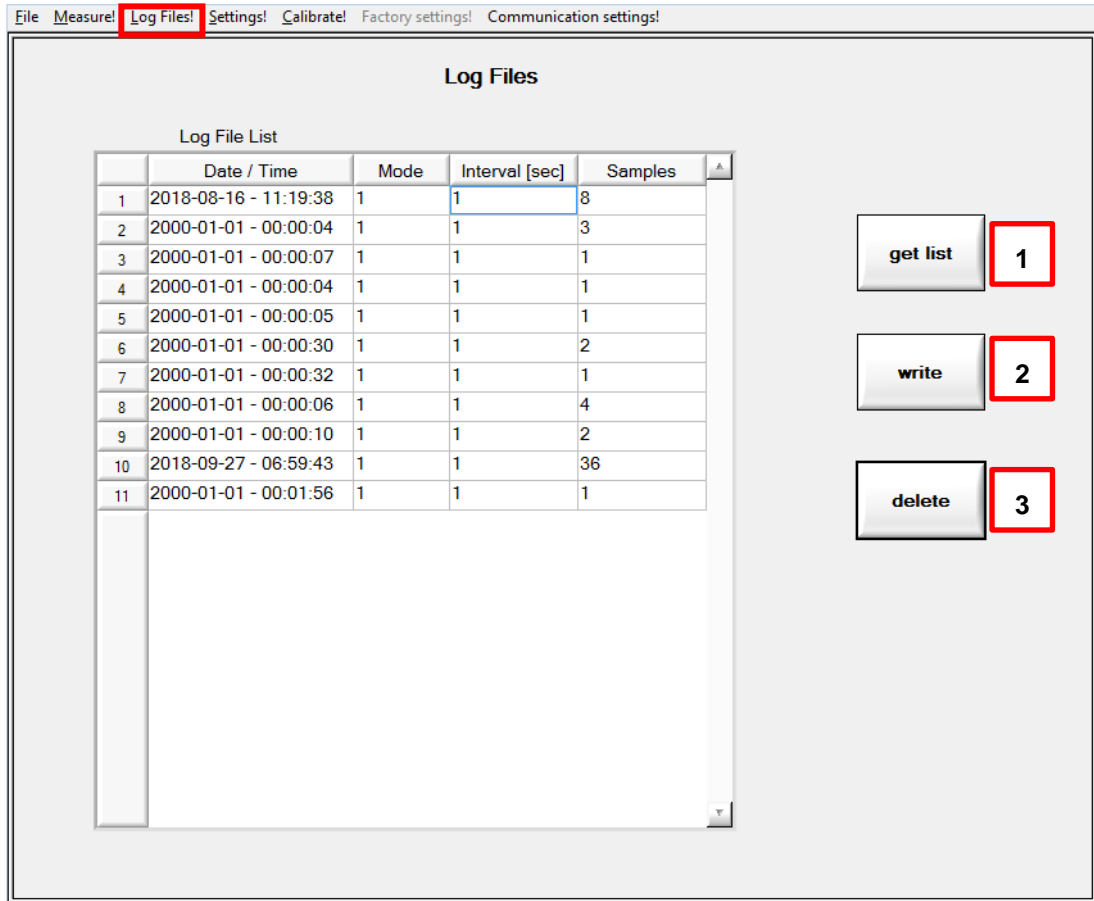 File Measure! Log Files! Settings! Calibrate! Factory settings! Communication settings!
Log Files
Log File List
Date / Time Mode Interval [sec] Samples
1 2018-08-16 - 11:19:38 1 1 8
2 2000-01-01 - 00:00:04 1 1 3
3 2000-01-01 - 00:00:07 1 1 1
4 2000-01-01 - 00:00:04 1 1 1
5 2000-01-01 - 00:00:05 1 1 1
6 2000-01-01 - 00:00:30 1 1 2
7 2000-01-01 - 00:00:32 1 1 1
8 2000-01-01 - 00:00:06 1 1 4
9 2000-01-01 - 00:00:10 1 1 2
10 2018-09-27 - 06:59:43 1 1 36
11 2000-01-01 - 00:01:56 1 1 1
get list 1
write 2
delete 3